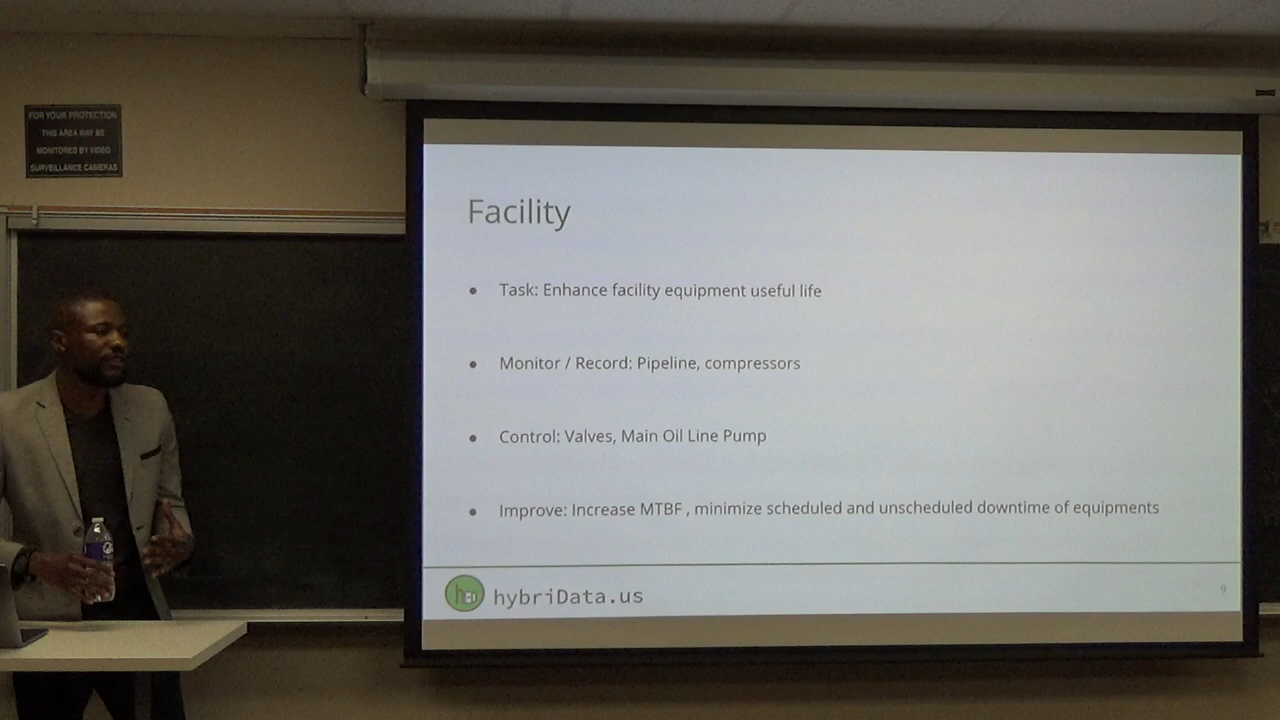 FOR YOUR PROTECTION
THIS AREA MAY BE
MONITORED BY VIDEO
SURVEILLANCE CAMERAS
Facility
● Task: Enhance facility equipment useful life
● Monitor / Record: Pipeline, compressors
● Control: Valves, Main Oil Line Pump
● Improve: Increase MTBF , minimize scheduled and unscheduled downtime of equipments
hybriData.us
9